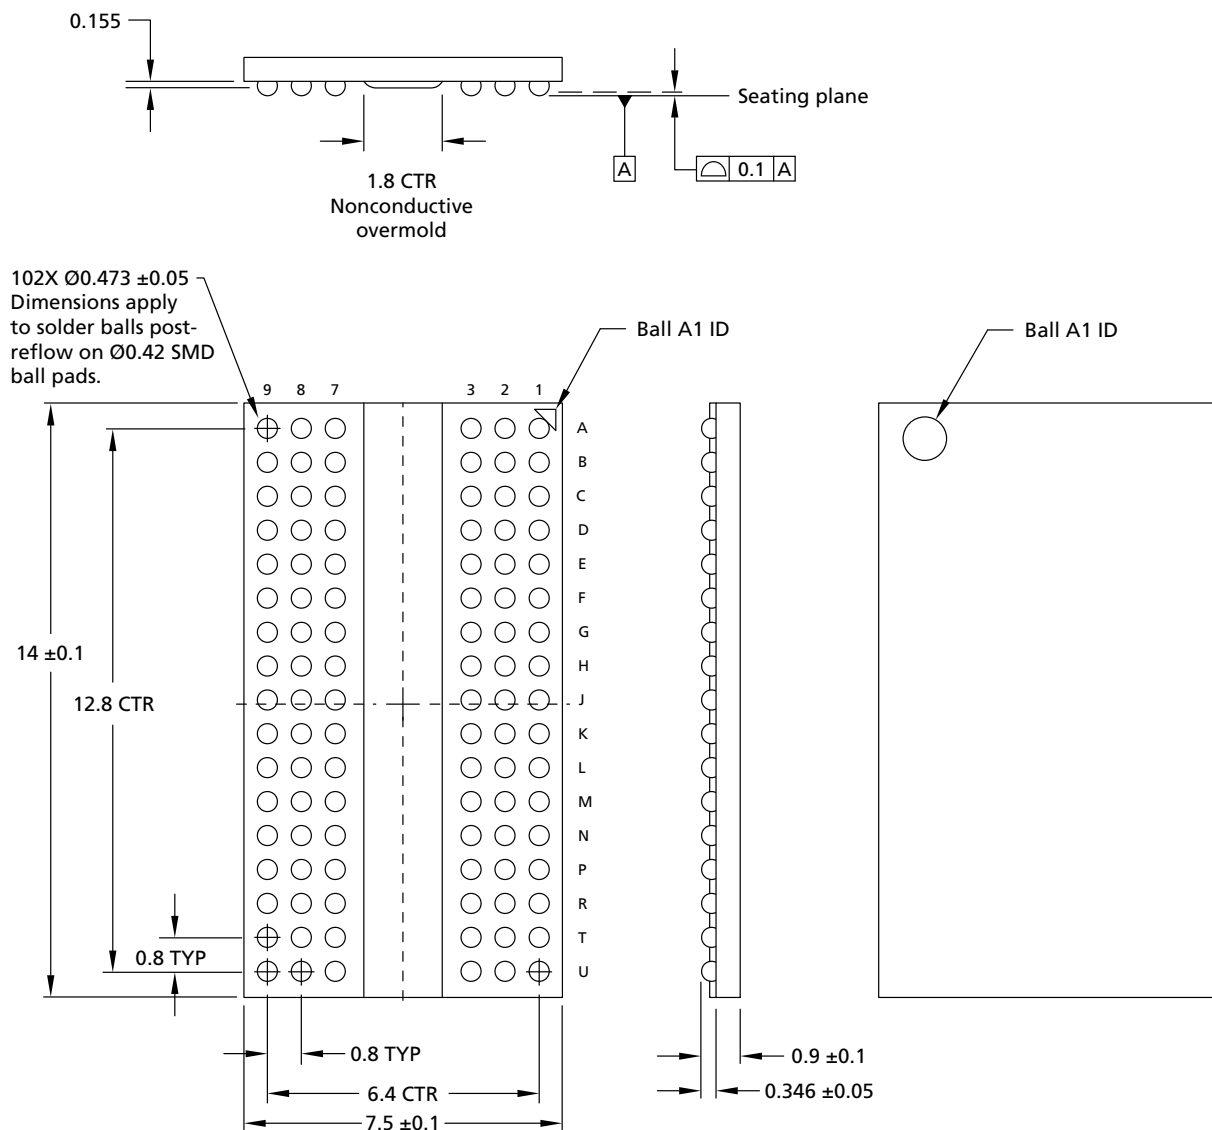 0.155
Seating plane
A
0.1 A
1.8 CTR
Nonconductive
overmold
102X Ø0.473 ±0.05
Dimensions apply
to solder balls post-
reflow on Ø0.42 SMD
ball pads.
Ball A1 ID
Ball A1 ID
9 8 7 3 2 1
A
B
C
D
E
F
G
H
J
K
L
M
N
P
R
T
U
14 ±0.1
12.8 CTR
0.8 TYP
0.8 TYP
6.4 CTR
7.5 ±0.1
0.9 ±0.1
0.346 ±0.05